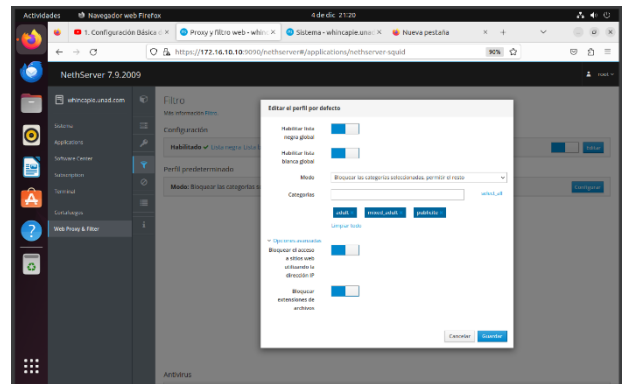 Actividades Navegador web Firefox 4 de dic 21:20
1. Configuración Básica
Proxy y filtro web - whinc
Sistema - whincapie.unad
Nueva pestaña
https://172.16.10.10:9090/nethserver#/applications/nethserver-squid
90%
NethServer 7.9.2009
root
whincapie.unad.com
Sistema
Applications
Software Center
Subscription
Terminal
Web Proxy & Filter
Filtro
Más información
Configuración
Habilitado
Editar
Perfil predeterminado
Modo: Bloquear las categorías
Configurar
Antivirus
Editar el perfil por defecto
Habilitar lista
negra global
Habilitar lista
blanca global
Modo
Bloquear las categorías seleccionadas, permitir el resto
Categorías
select_all
adult
mixed_adult
publicite
Limpiar todo
Opciones avanzadas
Bloquear el acceso
a sitios web
utilizando la
dirección IP
Bloquear
extensiones de
archivos
Cancelar
Guardar